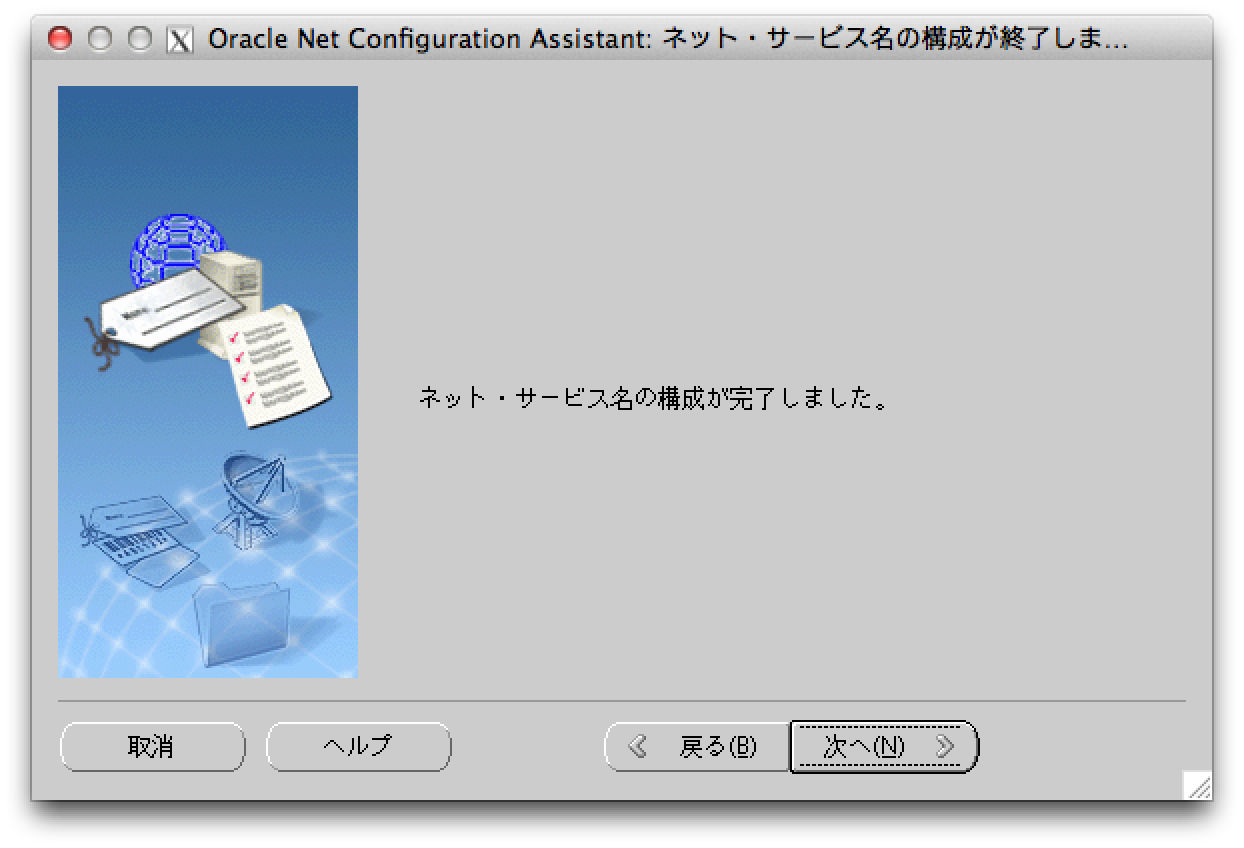 Oracle Net Configuration Assistant: ネット・サービス名の構成が終了しま...
ネット・サービス名の構成が完了しました。
取消
ヘルプ
戻る(B)
次へ(N)